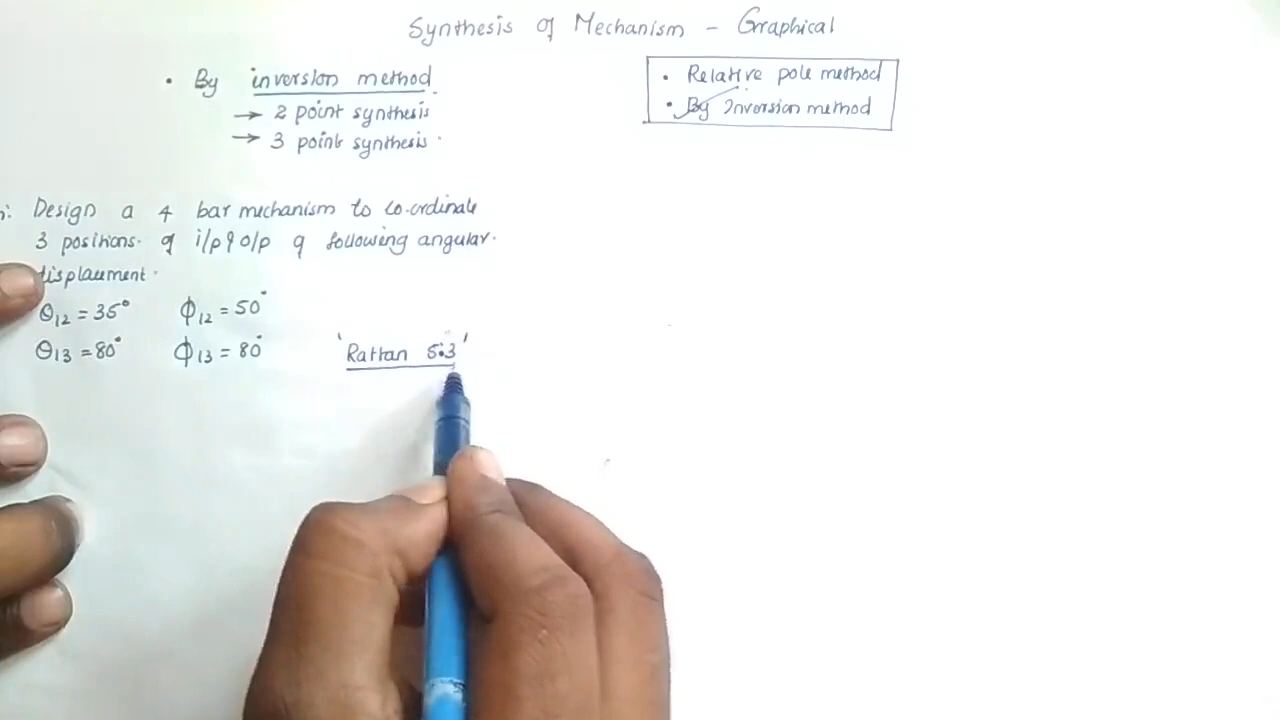 Synthesis of Mechanism - Graphical
• By inversion method
→ 2 point synthesis
→ 3 point synthesis
• Relative pole method
• By Inversion method
Design a 4 bar mechanism to co-ordinate
3 positions of i/p & o/p of following angular
displacement.
θ12 = 35° φ12 = 50°
θ13 = 80° φ13 = 80°
'Rattan 5.3'